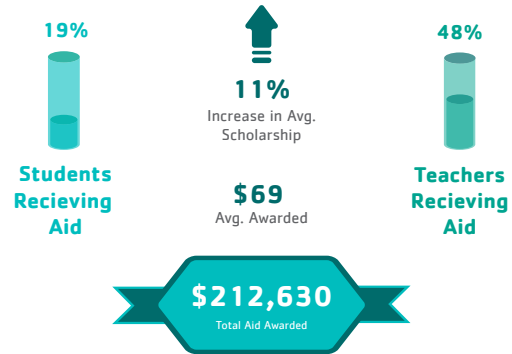 19%
Students
Recieving
Aid
11%
Increase in Avg.
Scholarship
$69
Avg. Awarded
48%
Teachers
Recieving
Aid
$212,630
Total Aid Awarded